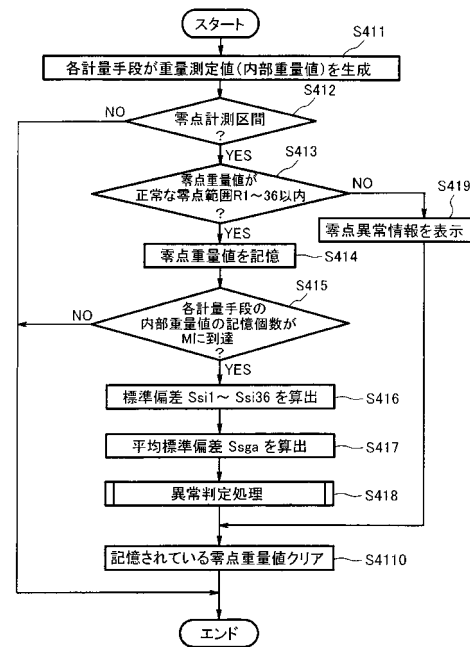 スタート
S411
各計量手段が重量測定値(内部重量値)を生成
S412
NO
零点計測区間
?
YES
S413
零点重量値が
正常な零点範囲R1～36以内
?
NO
S419
零点異常情報を表示
YES
零点重量値を記憶
S414
S415
各計量手段の
内部重量値の記憶個数が
Mに到達
?
NO
YES
標準偏差 Ssi1～ Ssi36 を算出
S416
平均標準偏差 Ssga を算出
S417
異常判定処理
S418
記憶されている零点重量値クリア
S4110
エンド